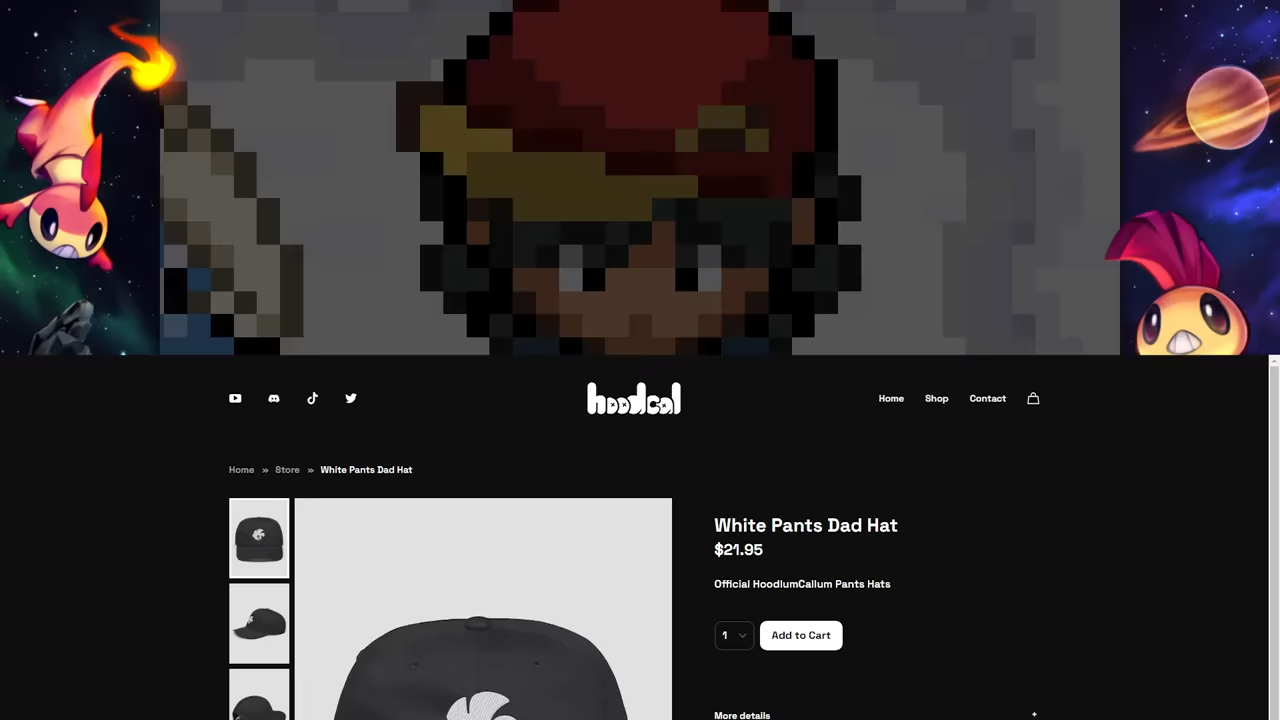 hoodcal
Home Shop Contact
Home » Store » White Pants Dad Hat
White Pants Dad Hat
$21.95
Official HoodlumCallum Pants Hats
1 Add to Cart
More details +